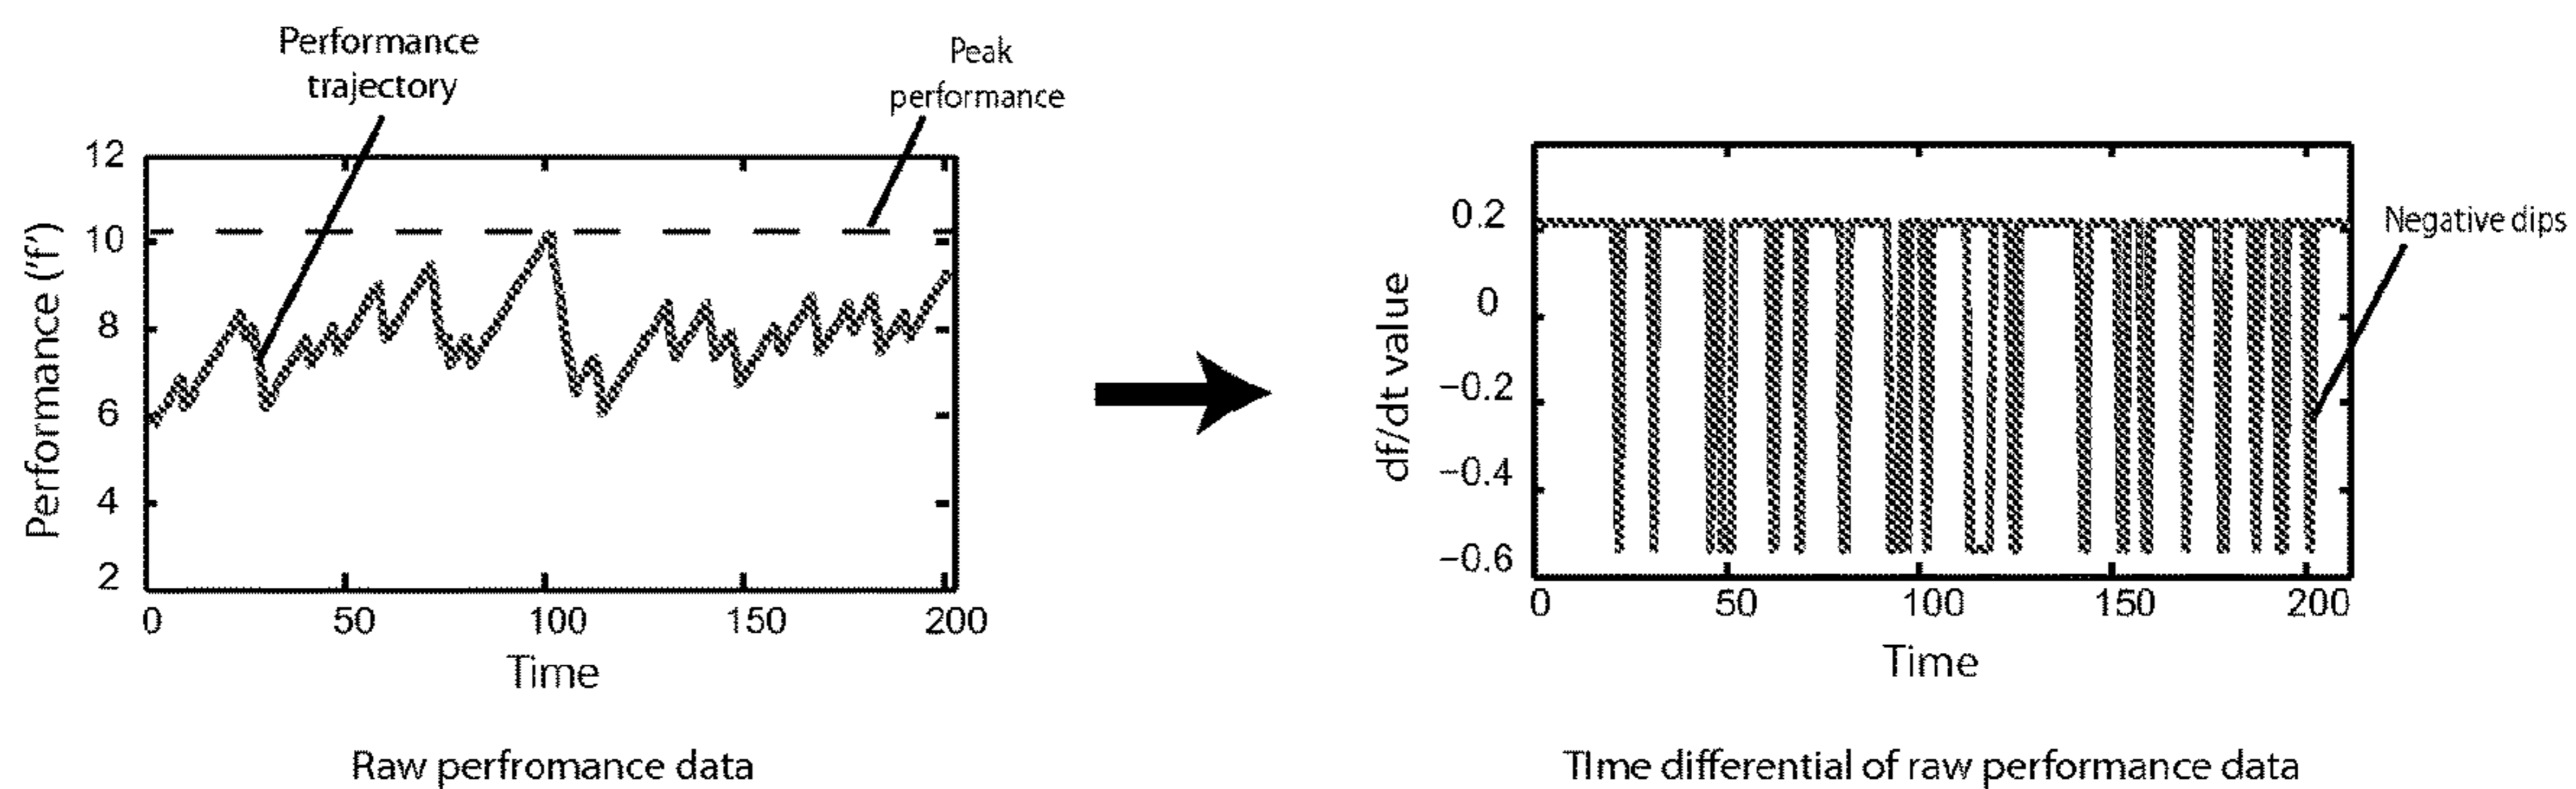 Performance
trajectory
Peak
performance
12
10
8
6
4
2
Performance ('f')
0 50 100 150 200
Time
Raw perfromance data
0.2
0
−0.2
−0.4
−0.6
df/dt value
Negative dips
0 50 100 150 200
Time
TIme differential of raw performance data